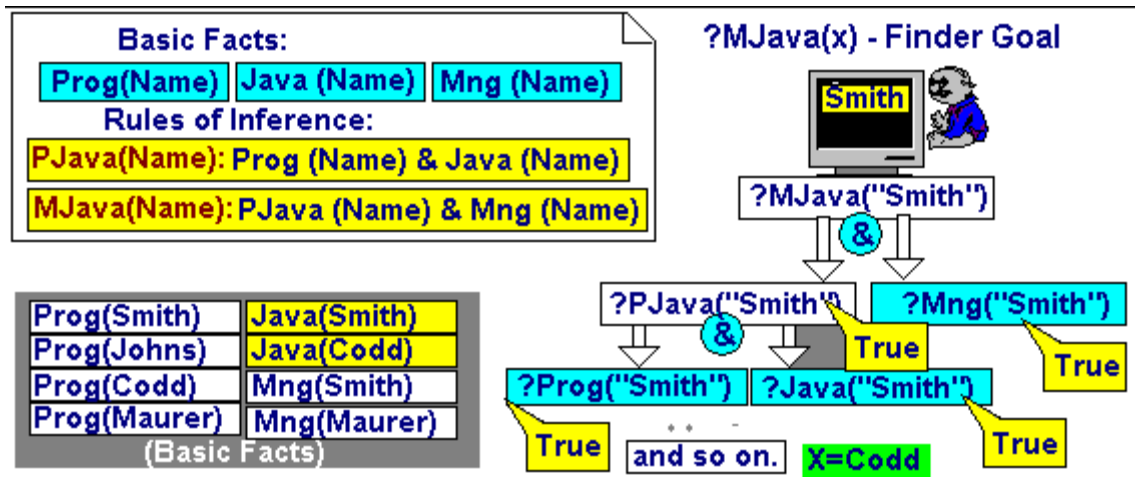 Basic Facts:
Prog(Name) Java (Name) Mng (Name)
Rules of Inference:
PJava(Name): Prog (Name) & Java (Name)
MJava(Name): PJava (Name) & Mng (Name)
?MJava(x) - Finder Goal
Smith
?MJava("Smith")
&
?PJava("Smith") ?Mng("Smith")
&
True
True
?Prog("Smith") ?Java("Smith")
True
True
and so on. X=Codd
Prog(Smith) Java(Smith)
Prog(Johns) Java(Codd)
Prog(Codd) Mng(Smith)
Prog(Maurer) Mng(Maurer)
(Basic Facts)